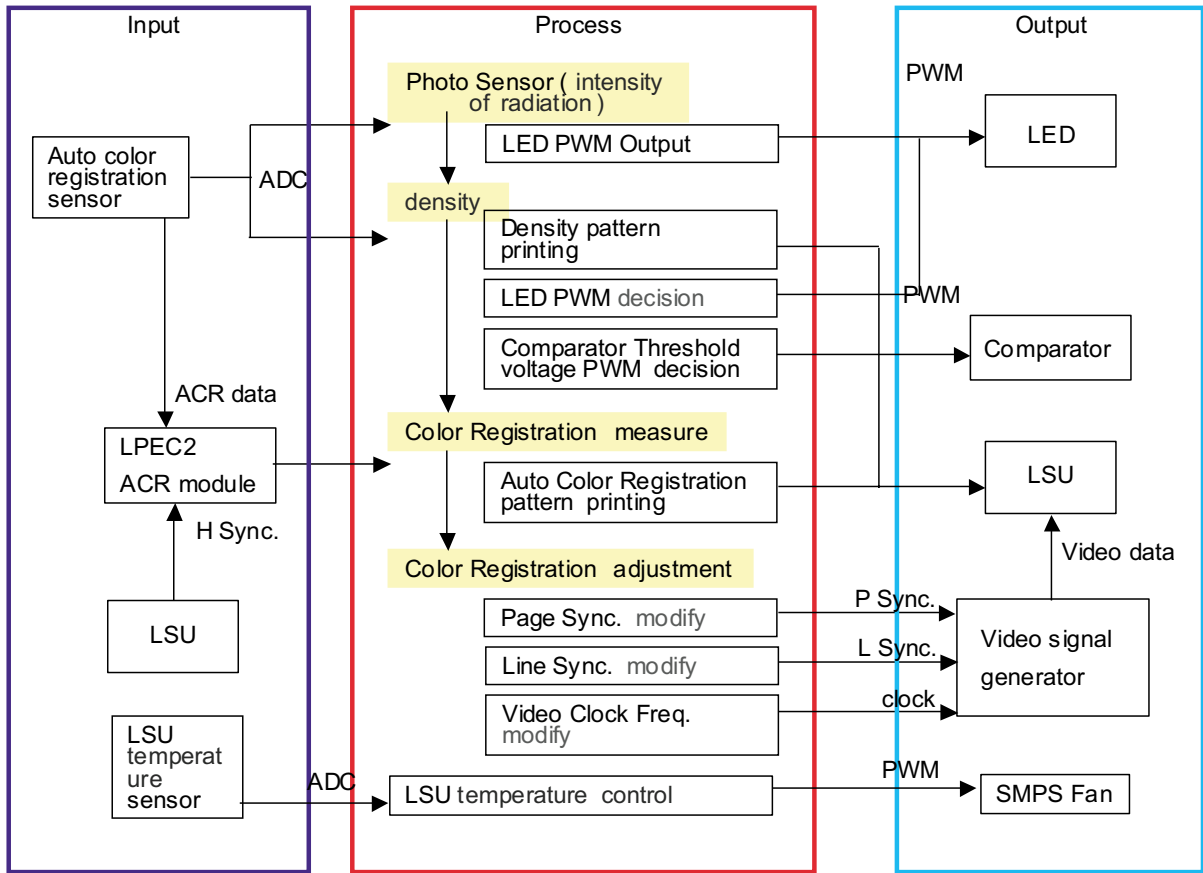 Input
Process
Output
Auto color
registration
sensor
ADC
ACR data
LPEC2
ACR module
H Sync.
LSU
LSU
temperat
ure
sensor
ADC
Photo Sensor ( intensity
of radiation )
LED PWM Output
density
Density pattern
printing
LED PWM decision
Comparator Threshold
voltage PWM decision
Color Registration measure
Auto Color Registration
pattern printing
Color Registration adjustment
Page Sync. modify
Line Sync. modify
Video Clock Freq.
modify
LSU temperature control
PWM
LED
PWM
Comparator
LSU
Video data
P Sync.
L Sync.
clock
Video signal
generator
PWM
SMPS Fan